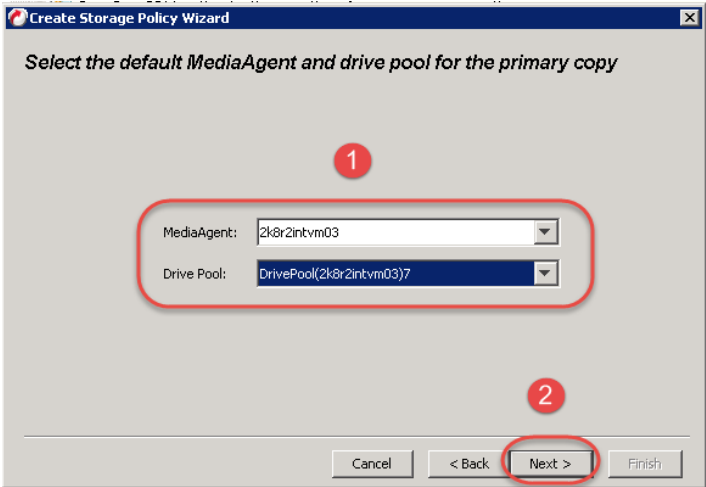 Create Storage Policy Wizard
Select the default MediaAgent and drive pool for the primary copy
1
MediaAgent: 2k8r2intvm03
Drive Pool: DrivePool(2k8r2intvm03)7
2
Cancel < Back Next > Finish